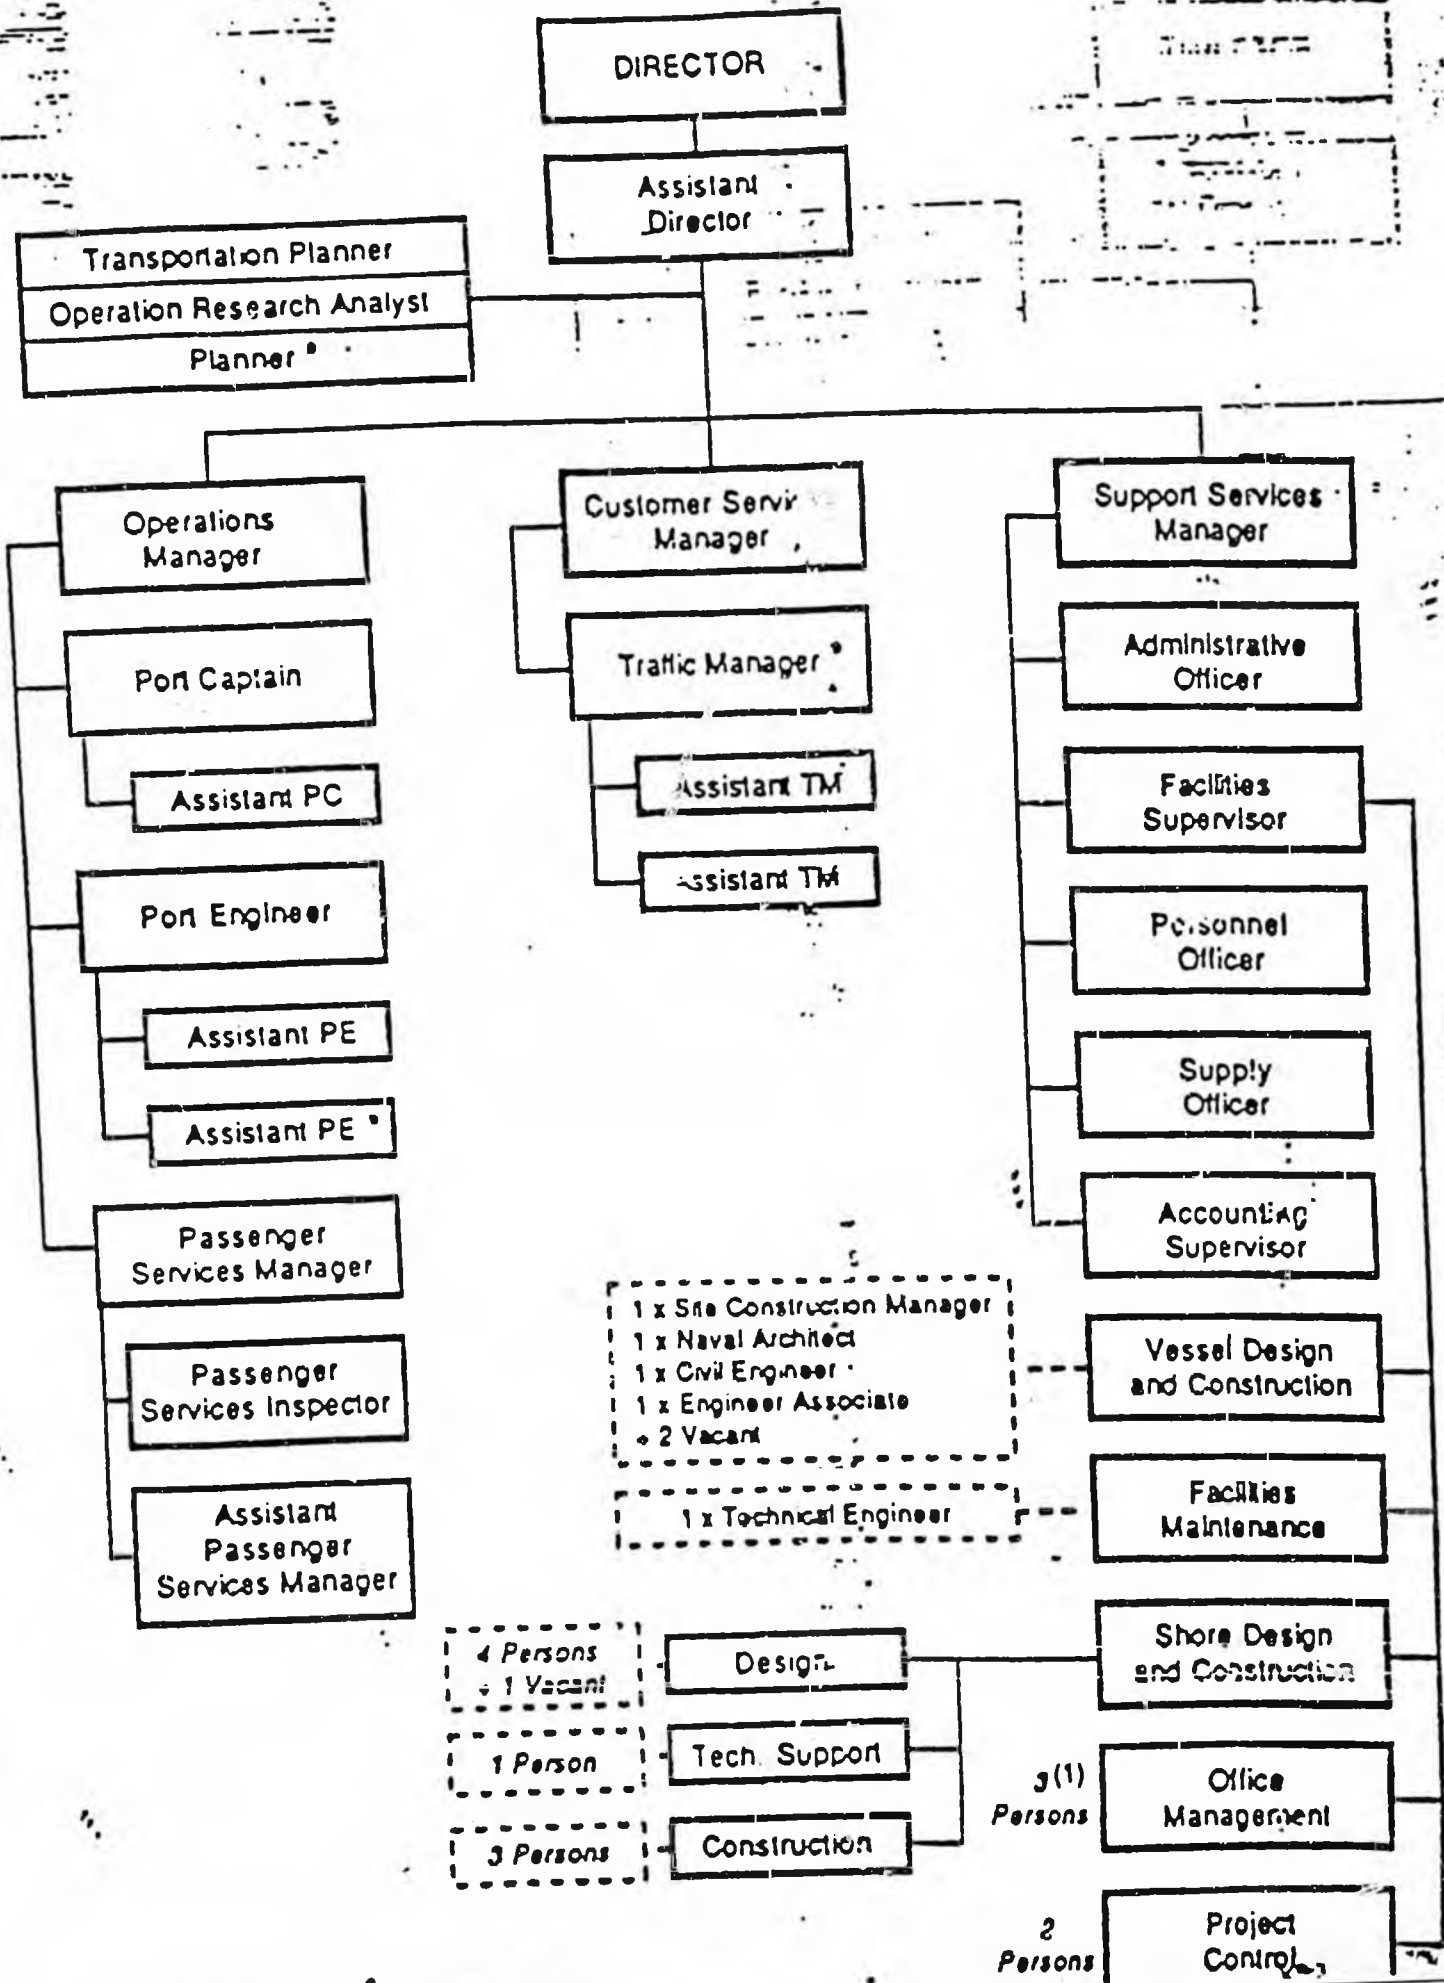 DIRECTOR
Assistant
Director
Transportation Planner
Operation Research Analyst
Planner *
Operations
Manager
Port Captain
Assistant PC
Port Engineer
Assistant PE
Assistant PE *
Passenger
Services Manager
Passenger
Services Inspector
Assistant
Passenger
Services Manager
Customer Servi
Manager
Traffic Manager *
Assistant TM
Assistant TM
Support Services
Manager
Administrative
Officer
Facilities
Supervisor
Personnel
Officer
Supply
Officer
Accounting
Supervisor
1 x Site Construction Manager
1 x Naval Architect
1 x Civil Engineer
1 x Engineer Associate
+ 2 Vacant
Vessel Design
and Construction
1 x Technical Engineer
Facilities
Maintenance
4 Persons
+ 1 Vacant
Design
Shore Design
and Construction
1 Person
Tech. Support
3 Persons
Construction
3(1)
Persons
Office
Management
2
Persons
Project
Control